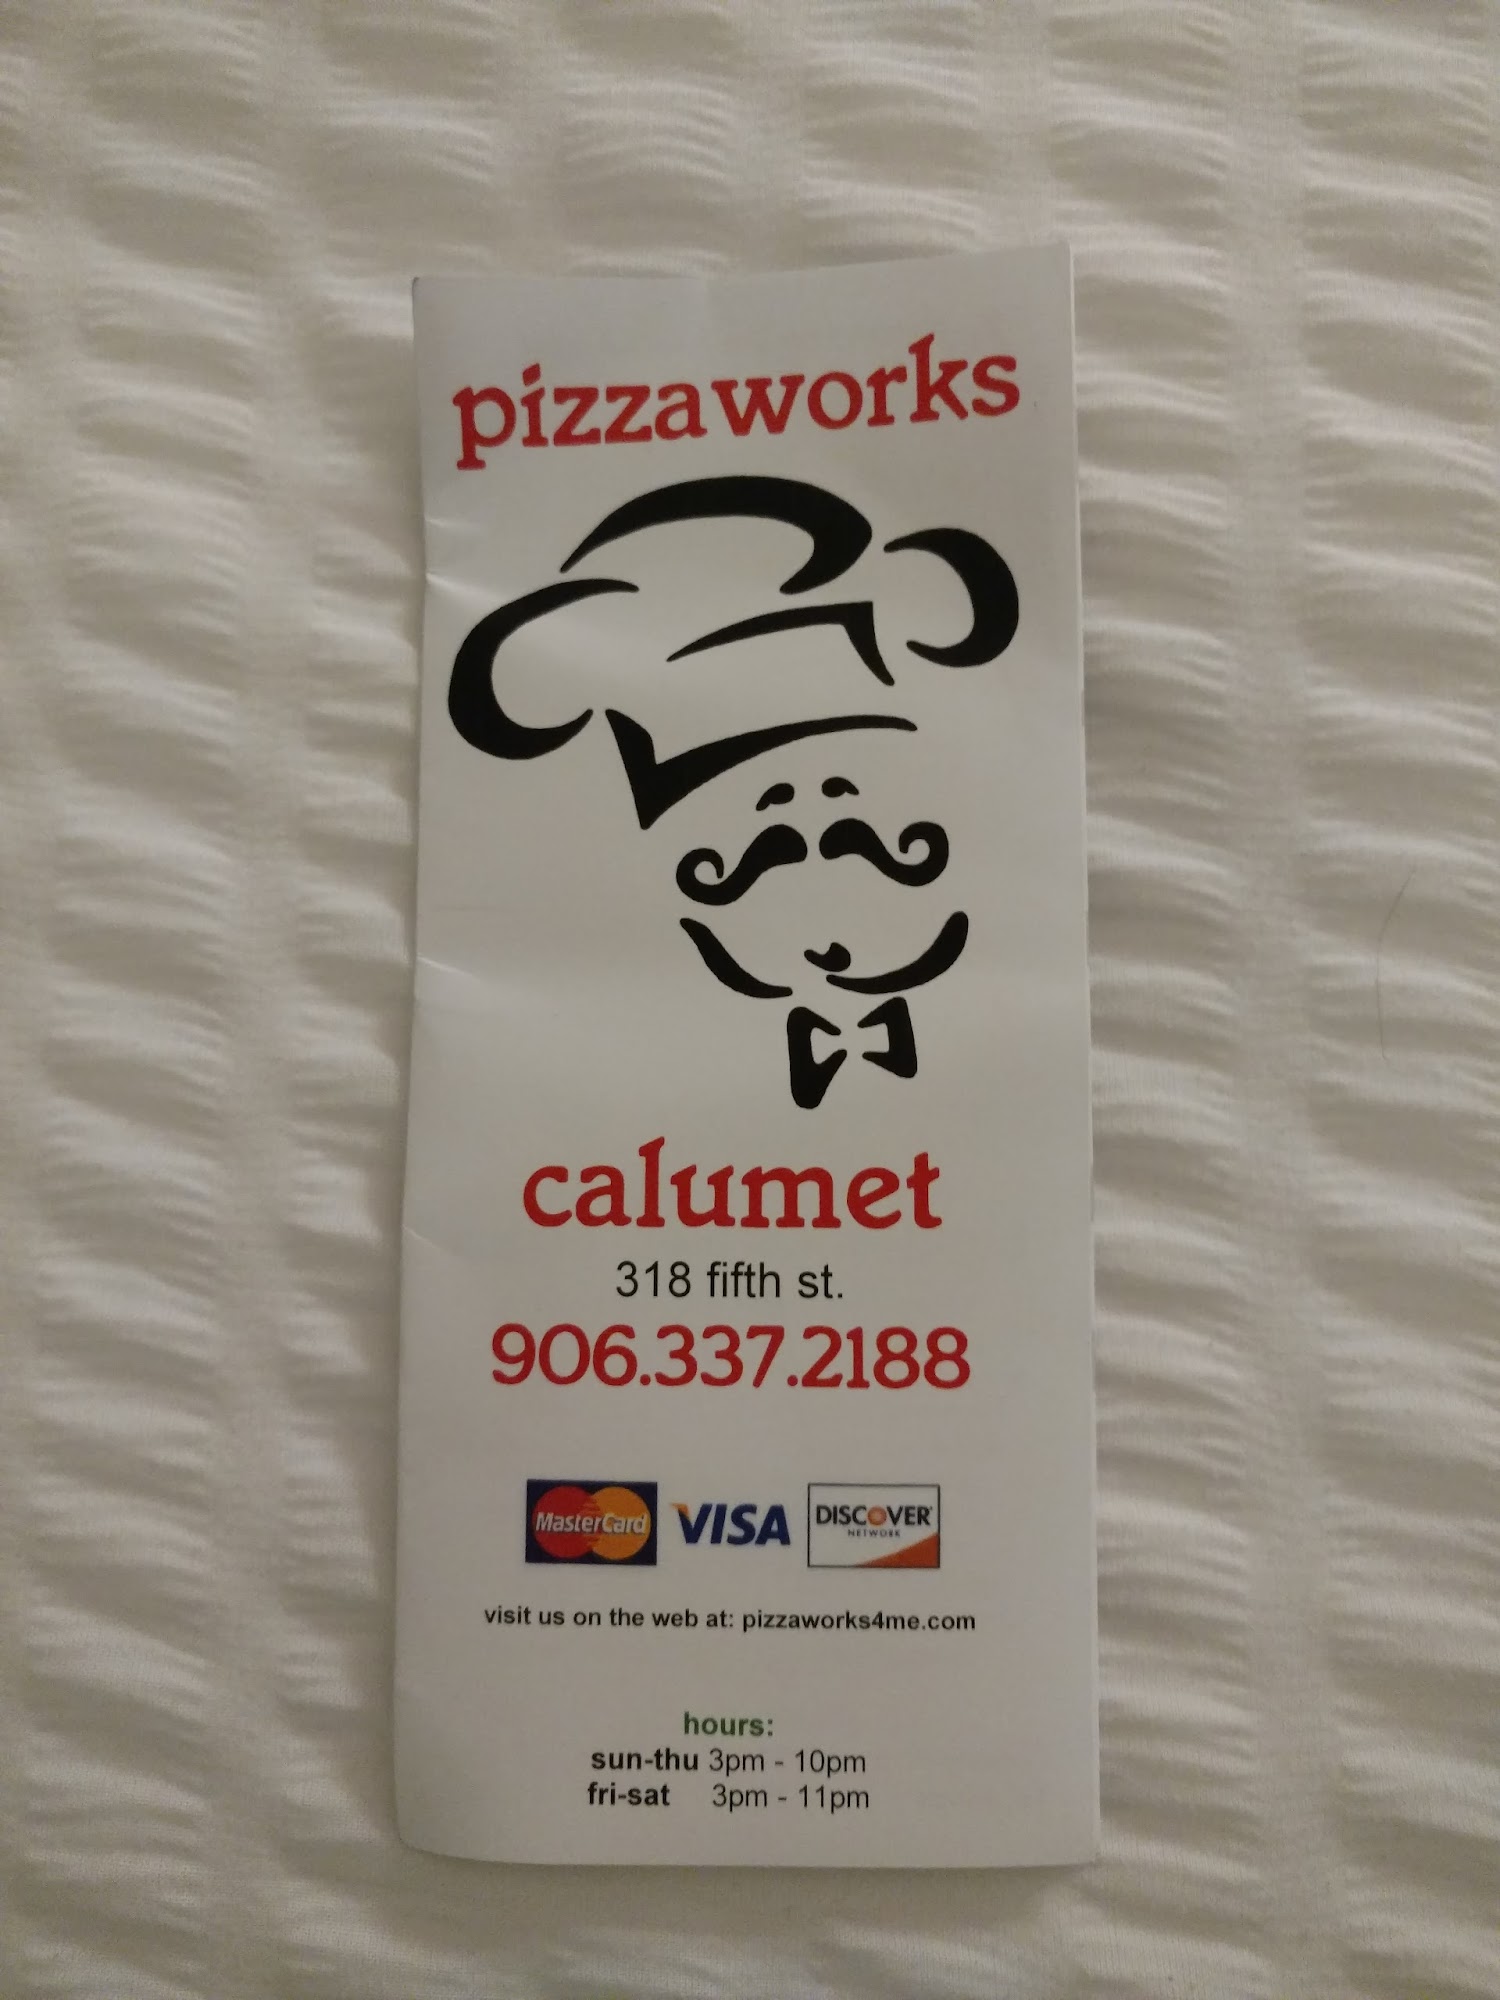 pizzaworks
calumet
318 fifth st.
906.337.2188
MasterCard VISA DISCOVER
NETWORK
visit us on the web at: pizzaworks4me.com
hours:
sun-thu 3pm - 10pm
fri-sat 3pm - 11pm